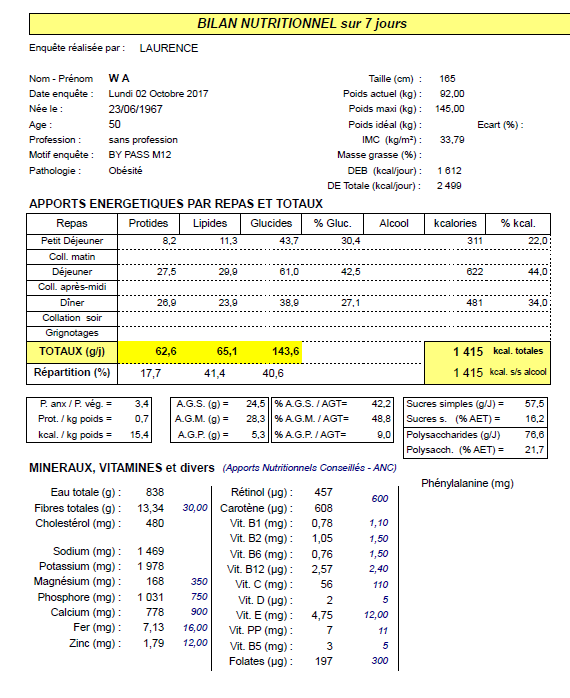 BILAN NUTRITIONNEL sur 7 jours
Enquête réalisée par : LAURENCE
Nom - Prénom W A Taille (cm) : 165
Date enquête : Lundi 02 Octobre 2017 Poids actuel (kg) : 92,00
Née le : 23/06/1967 Poids maxi (kg) : 145,00
Age : 50 Poids idéal (kg) : Ecart (%) :
Profession : sans profession IMC (kg/m²) : 33,79
Motif enquête : BY PASS M12 Masse grasse (%) :
Pathologie : Obésité DEB (kcal/jour) : 1 612
DE Totale (kcal/jour) : 2 499
APPORTS ENERGETIQUES PAR REPAS ET TOTAUX
Repas Protides Lipides Glucides % Gluc. Alcool kcalories % kcal.
Petit Déjeuner 8,2 11,3 43,7 30,4 311 22,0
Coll. matin
Déjeuner 27,5 29,9 61,0 42,5 622 44,0
Coll. après-midi
Dîner 26,9 23,9 38,9 27,1 481 34,0
Collation soir
Grignotages
TOTAUX (g/j) 62,6 65,1 143,6 1 415 kcal. totales
Répartition (%) 17,7 41,4 40,6 1 415 kcal. s/s alcool
P. anx / P. vég. = 3,4 A.G.S. (g) = 24,5 % A.G.S. / AGT= 42,2 Sucres simples (g/J) = 57,5
Prot. / kg poids = 0,7 A.G.M. (g) = 28,3 % A.G.M. / AGT= 48,8 Sucres s. (% AET) = 16,2
kcal. / kg poids = 15,4 A.G.P. (g) = 5,3 % A.G.P. / AGT= 9,0 Polysaccharides (g/J) 76,6
Polysacch. (% AET) = 21,7
MINERAUX, VITAMINES et divers (Apports Nutritionnels Conseillés - ANC)
Phénylalanine (mg)
Eau totale (g) : 838 Rétinol (µg) : 457 600
Fibres totales (g) : 13,34 30,00 Carotène (µg) : 608
Cholestérol (mg) : 480 Vit. B1 (mg) : 0,78 1,10
Vit. B2 (mg) : 1,05 1,50
Sodium (mg) : 1 469 Vit. B6 (mg) : 0,76 1,50
Potassium (mg) : 1 978 Vit. B12 (µg) : 2,57 2,40
Magnésium (mg) : 168 350 Vit. C (mg) : 56 110
Phosphore (mg) : 1 031 750 Vit. D (µg) : 2 5
Calcium (mg) : 778 900 Vit. E (mg) : 4,75 12,00
Fer (mg) : 7,13 16,00 Vit. PP (mg) : 7 11
Zinc (mg) : 1,79 12,00 Vit. B5 (mg) : 3 5
Folates (µg) : 197 300